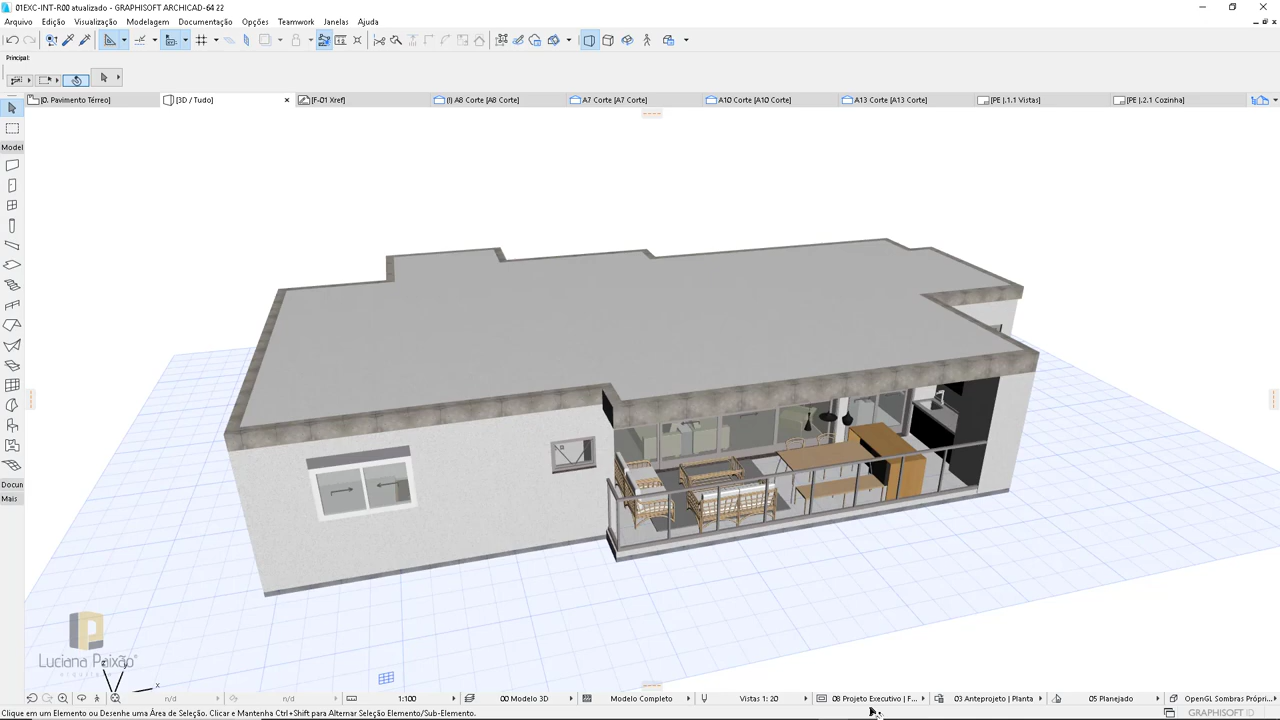 01EXC-INT-R00 atualizado - GRAPHISOFT ARCHICAD-64 22
Arquivo Edição Visualização Modelagem Documentação Opções Teamwork Janelas Ajuda
Principal:
[0. Pavimento Térreo] [3D / Tudo] [F-01 Xref] (!) A8 Corte [A8 Corte] A7 Corte [A7 Corte] A10 Corte [A10 Corte] A13 Corte [A13 Corte] [PE |.1.1 Vistas] [PE |.2.1 Cozinha]
Model
Docun
Mais
Luciana Paixão
arquiteta
x
n/d n/d 1:100 00 Modelo 3D Modelo Completo Vistas 1: 20 08 Projeto Executivo | F... 03 Anteprojeto | Planta 05 Planejado OpenGL Sombras Própri...
Clique em um Elemento ou Desenhe uma Área de Seleção. Clicar e Mantenha Ctrl+Shift para Alternar Seleção Elemento/Sub-Elemento.
GRAPHISOFT ID